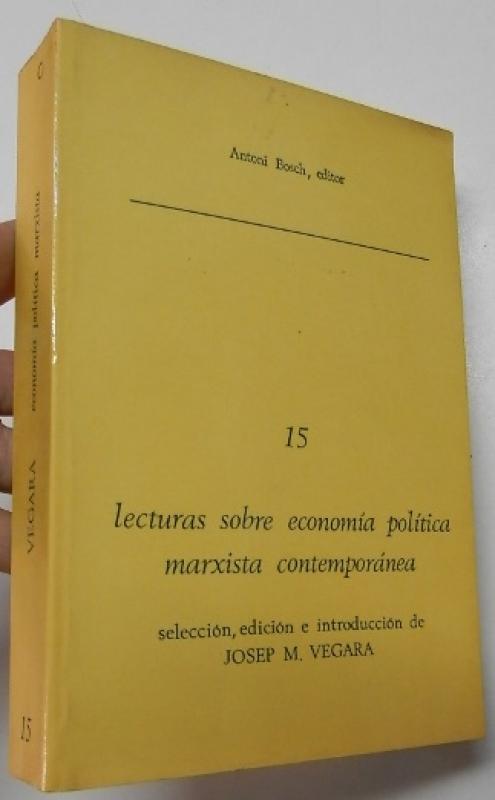 Antoni Bosch, editor
15
lecturas sobre economía política
marxista contemporánea
selección, edición e introducción de
JOSEP M. VEGARA
VEGARA economía política marxista
15